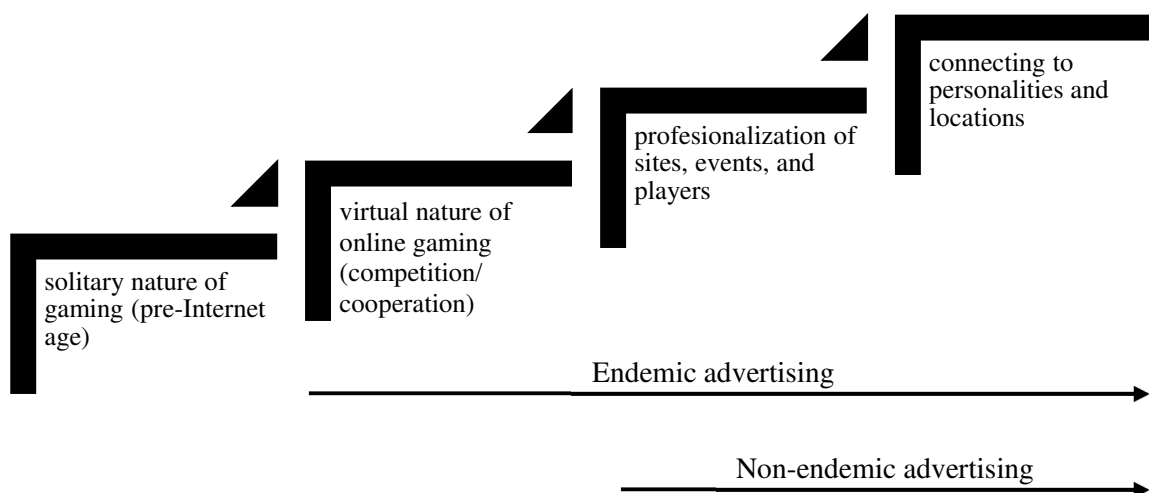 solitary nature of
gaming (pre-Internet
age)
virtual nature of
online gaming
(competition/
cooperation)
profesionalization of
sites, events, and
players
connecting to
personalities and
locations
Endemic advertising
Non-endemic advertising